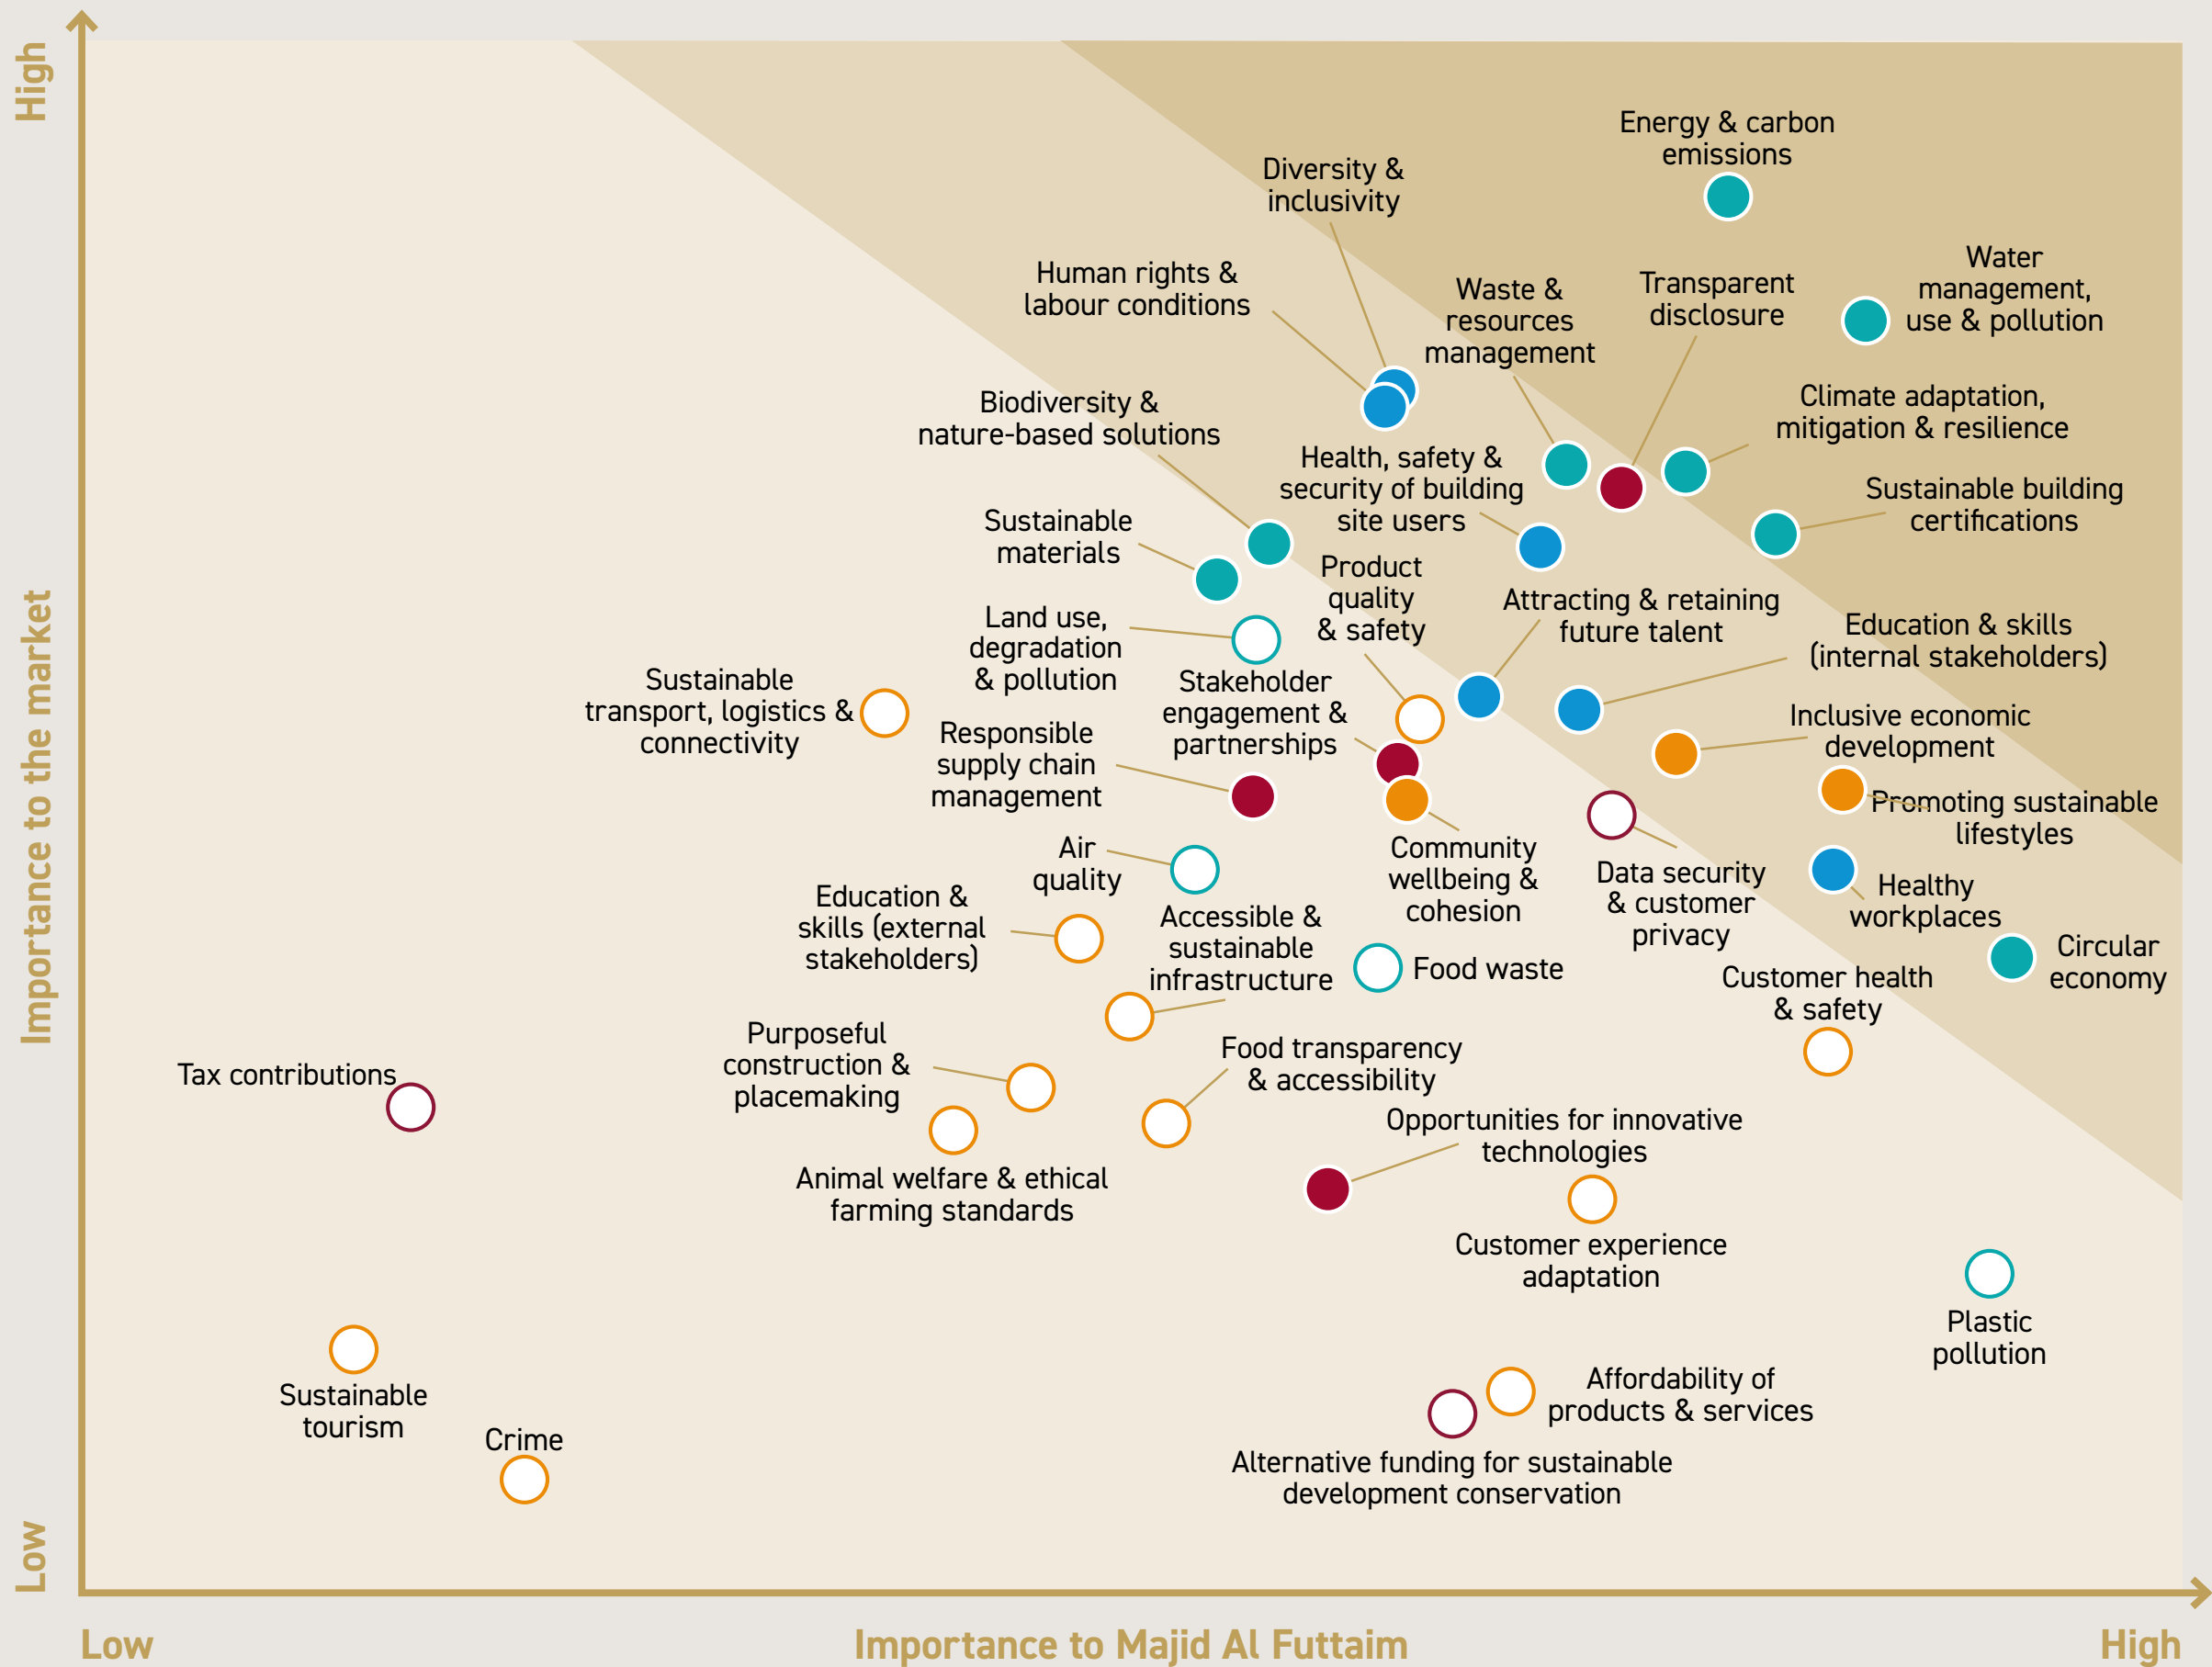 High
Importance to the market
Low
Energy & carbon
emissions
Diversity &
inclusivity
Water
management,
use & pollution
Human rights &
labour conditions
Waste &
resources
management
Transparent
disclosure
Biodiversity &
nature-based solutions
Climate adaptation,
mitigation & resilience
Health, safety &
security of building
site users
Sustainable building
certifications
Sustainable
materials
Product
quality
& safety
Attracting & retaining
future talent
Land use,
degradation
& pollution
Education & skills
(internal stakeholders)
Sustainable
transport, logistics &
connectivity
Stakeholder
engagement &
partnerships
Inclusive economic
development
Responsible
supply chain
management
Promoting sustainable
lifestyles
Air
quality
Community
wellbeing &
cohesion
Data security
& customer
privacy
Healthy
workplaces
Education &
skills (external
stakeholders)
Accessible &
sustainable
infrastructure
Food waste
Circular
economy
Customer health
& safety
Purposeful
construction &
placemaking
Food transparency
& accessibility
Tax contributions
Opportunities for innovative
technologies
Animal welfare & ethical
farming standards
Customer experience
adaptation
Plastic
pollution
Sustainable
tourism
Affordability of
products & services
Crime
Alternative funding for sustainable
development conservation
Low
Importance to Majid Al Futtaim
High